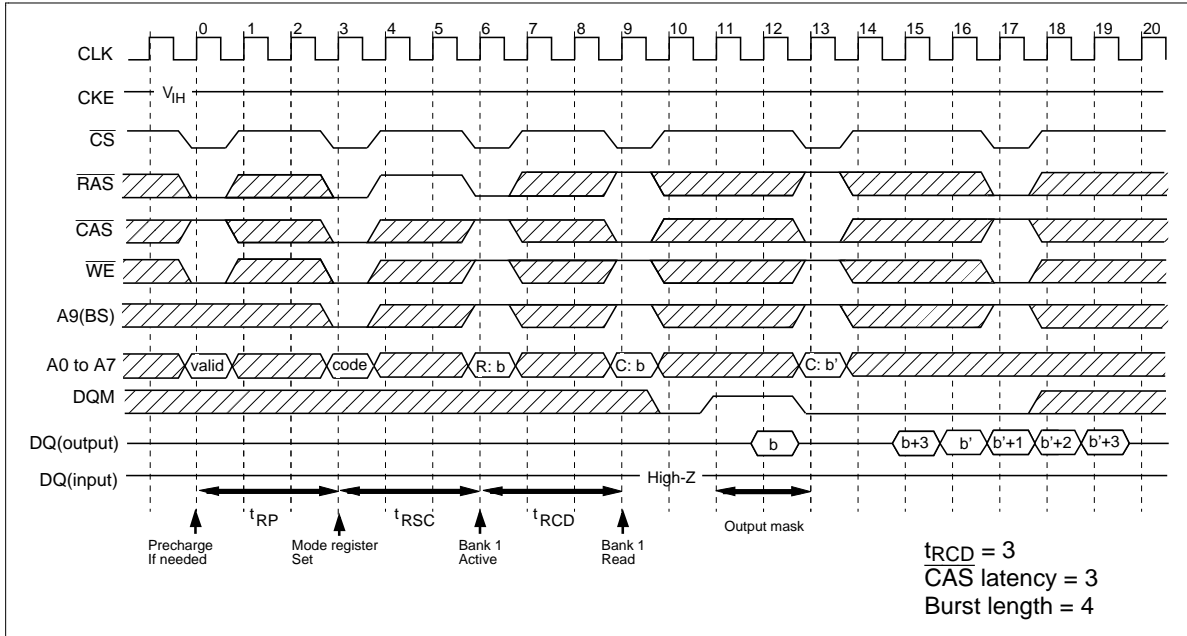 0 1 2 3 4 5 6 7 8 9 10 11 12 13 14 15 16 17 18 19 20
CLK
CKE VIH
CS
RAS
CAS
WE
A9(BS)
A0 to A7 valid code R: b C: b C: b'
DQM
DQ(output) b b+3 b' b'+1 b'+2 b'+3
DQ(input) High-Z
tRP tRSC tRCD Output mask
Precharge If needed
Mode register Set
Bank 1 Active
Bank 1 Read
tRCD = 3
CAS latency = 3
Burst length = 4